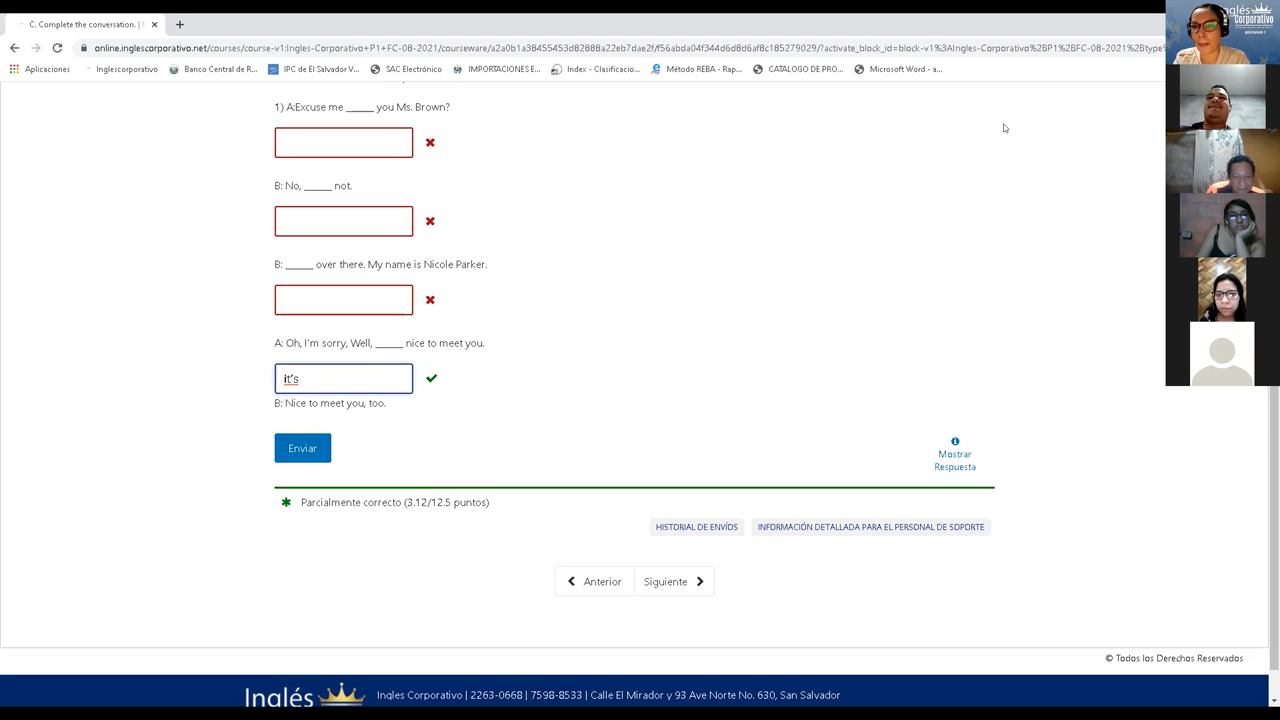 C. Complete the conversation. |
online.inglescorporativo.net/courses/course-v1:Ingles-Corporativo+P1+FC-08-2021/courseware/a2a0b1a38455453d82888a22eb7dae2f/f56abda04f344d6d8d6af8c185279029/?activate_block_id=block-v1%3AIngles-Corporativo%2BP1%2BFC-08-2021%2Btype%
Aplicaciones
Inglescorporativo
Banco Central de R...
IPC de El Salvador V...
SAC Electrónico
IMPORTACIONES E...
Index - Clasificacio...
Método REBA - Rap...
CATALOGO DE PRO...
Microsoft Word - a...
Inglés
Corporativo
1) A:Excuse me _____ you Ms. Brown?
B: No, _____ not.
B: _____ over there. My name is Nicole Parker.
A: Oh, I'm sorry, Well, _____ nice to meet you.
it's
B: Nice to meet you, too.
Enviar
Mostrar
Respuesta
Parcialmente correcto (3.12/12.5 puntos)
HISTORIAL DE ENVÍOS
INFORMACIÓN DETALLADA PARA EL PERSONAL DE SOPORTE
Anterior
Siguiente
© Todos los Derechos Reservados
Inglés
Ingles Corporativo | 2263-0668 | 7598-8533 | Calle El Mirador y 93 Ave Norte No. 630, San Salvador